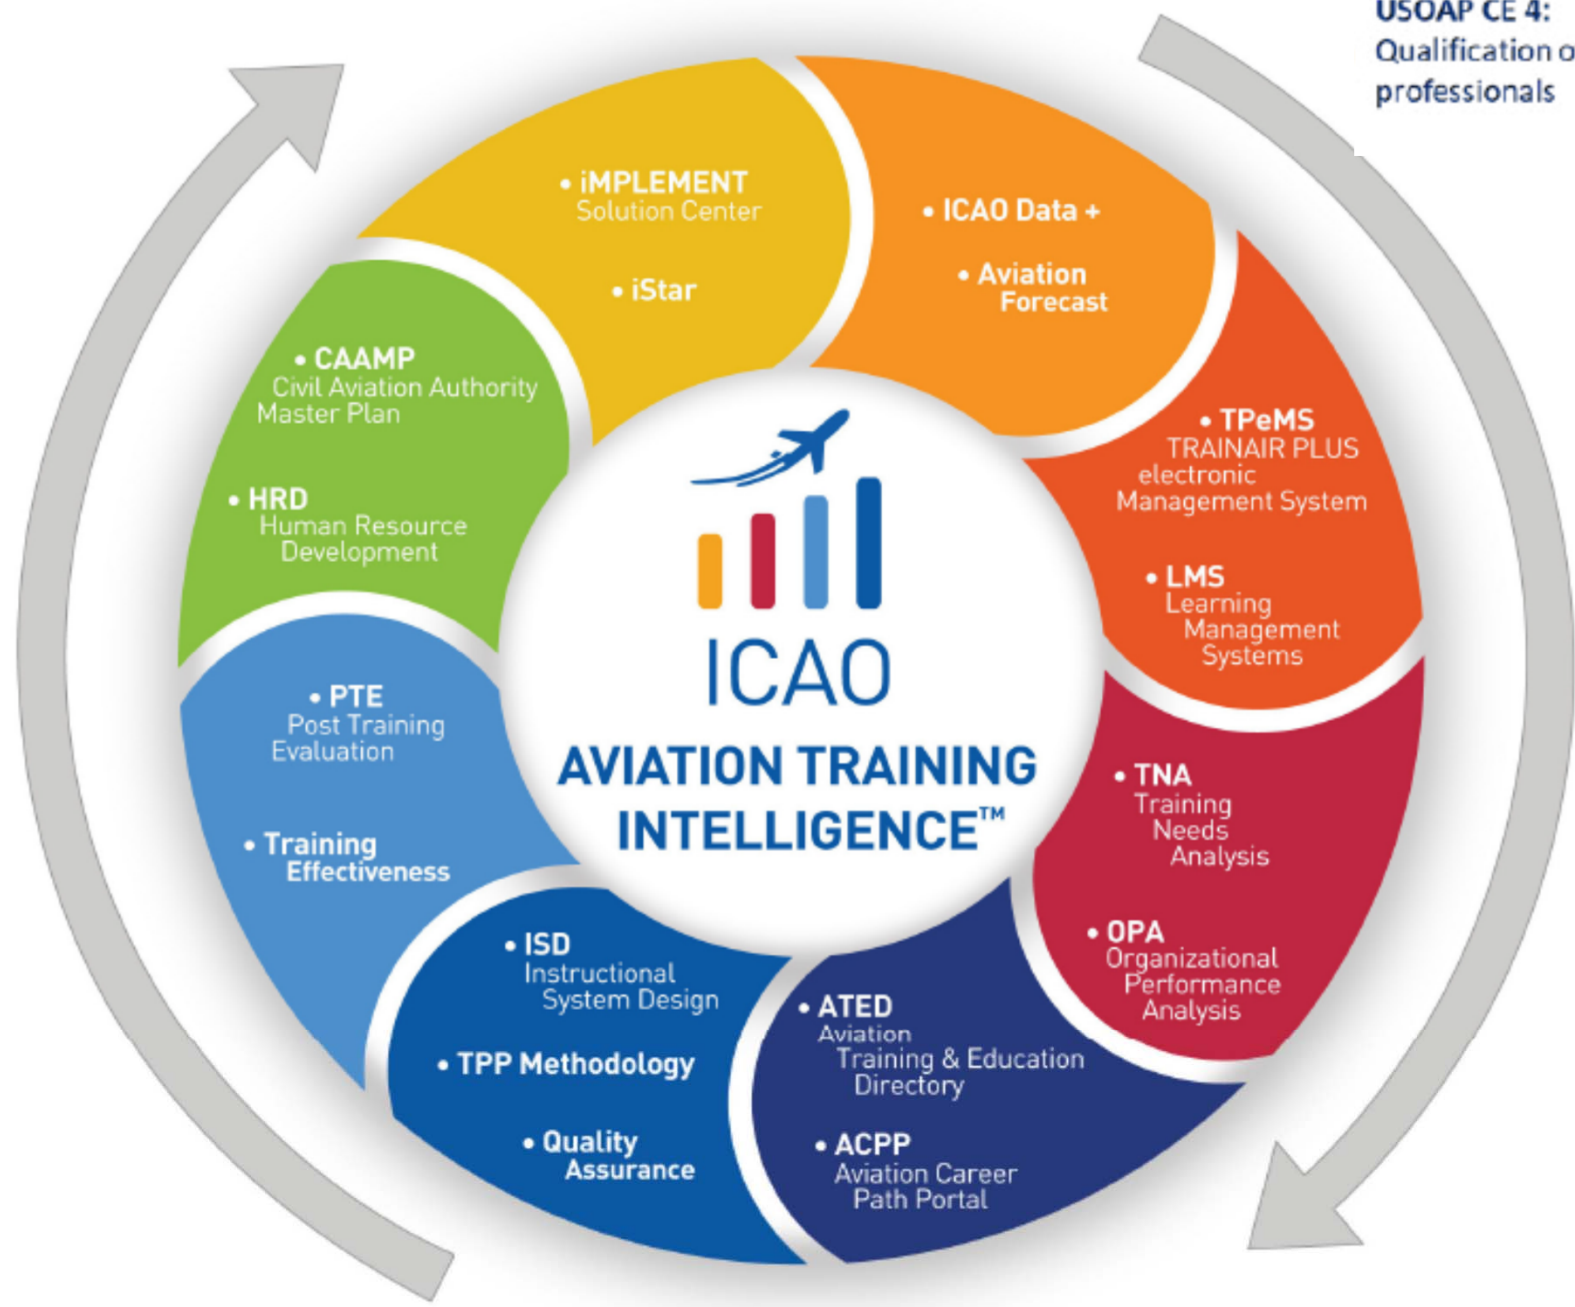 USOAP CE 4:
Qualification o
professionals
• iMPLEMENT
Solution Center
• iStar
• ICAO Data +
• Aviation
Forecast
• TPeMS
TRAINAIR PLUS
electronic
Management System
• LMS
Learning
Management
Systems
• TNA
Training
Needs
Analysis
• OPA
Organizational
Performance
Analysis
• ATED
Aviation
Training & Education
Directory
• ACPP
Aviation Career
Path Portal
• ISD
Instructional
System Design
• TPP Methodology
• Quality
Assurance
• PTE
Post Training
Evaluation
• Training
Effectiveness
• CAAMP
Civil Aviation Authority
Master Plan
• HRD
Human Resource
Development
ICAO
AVIATION TRAINING
INTELLIGENCE™